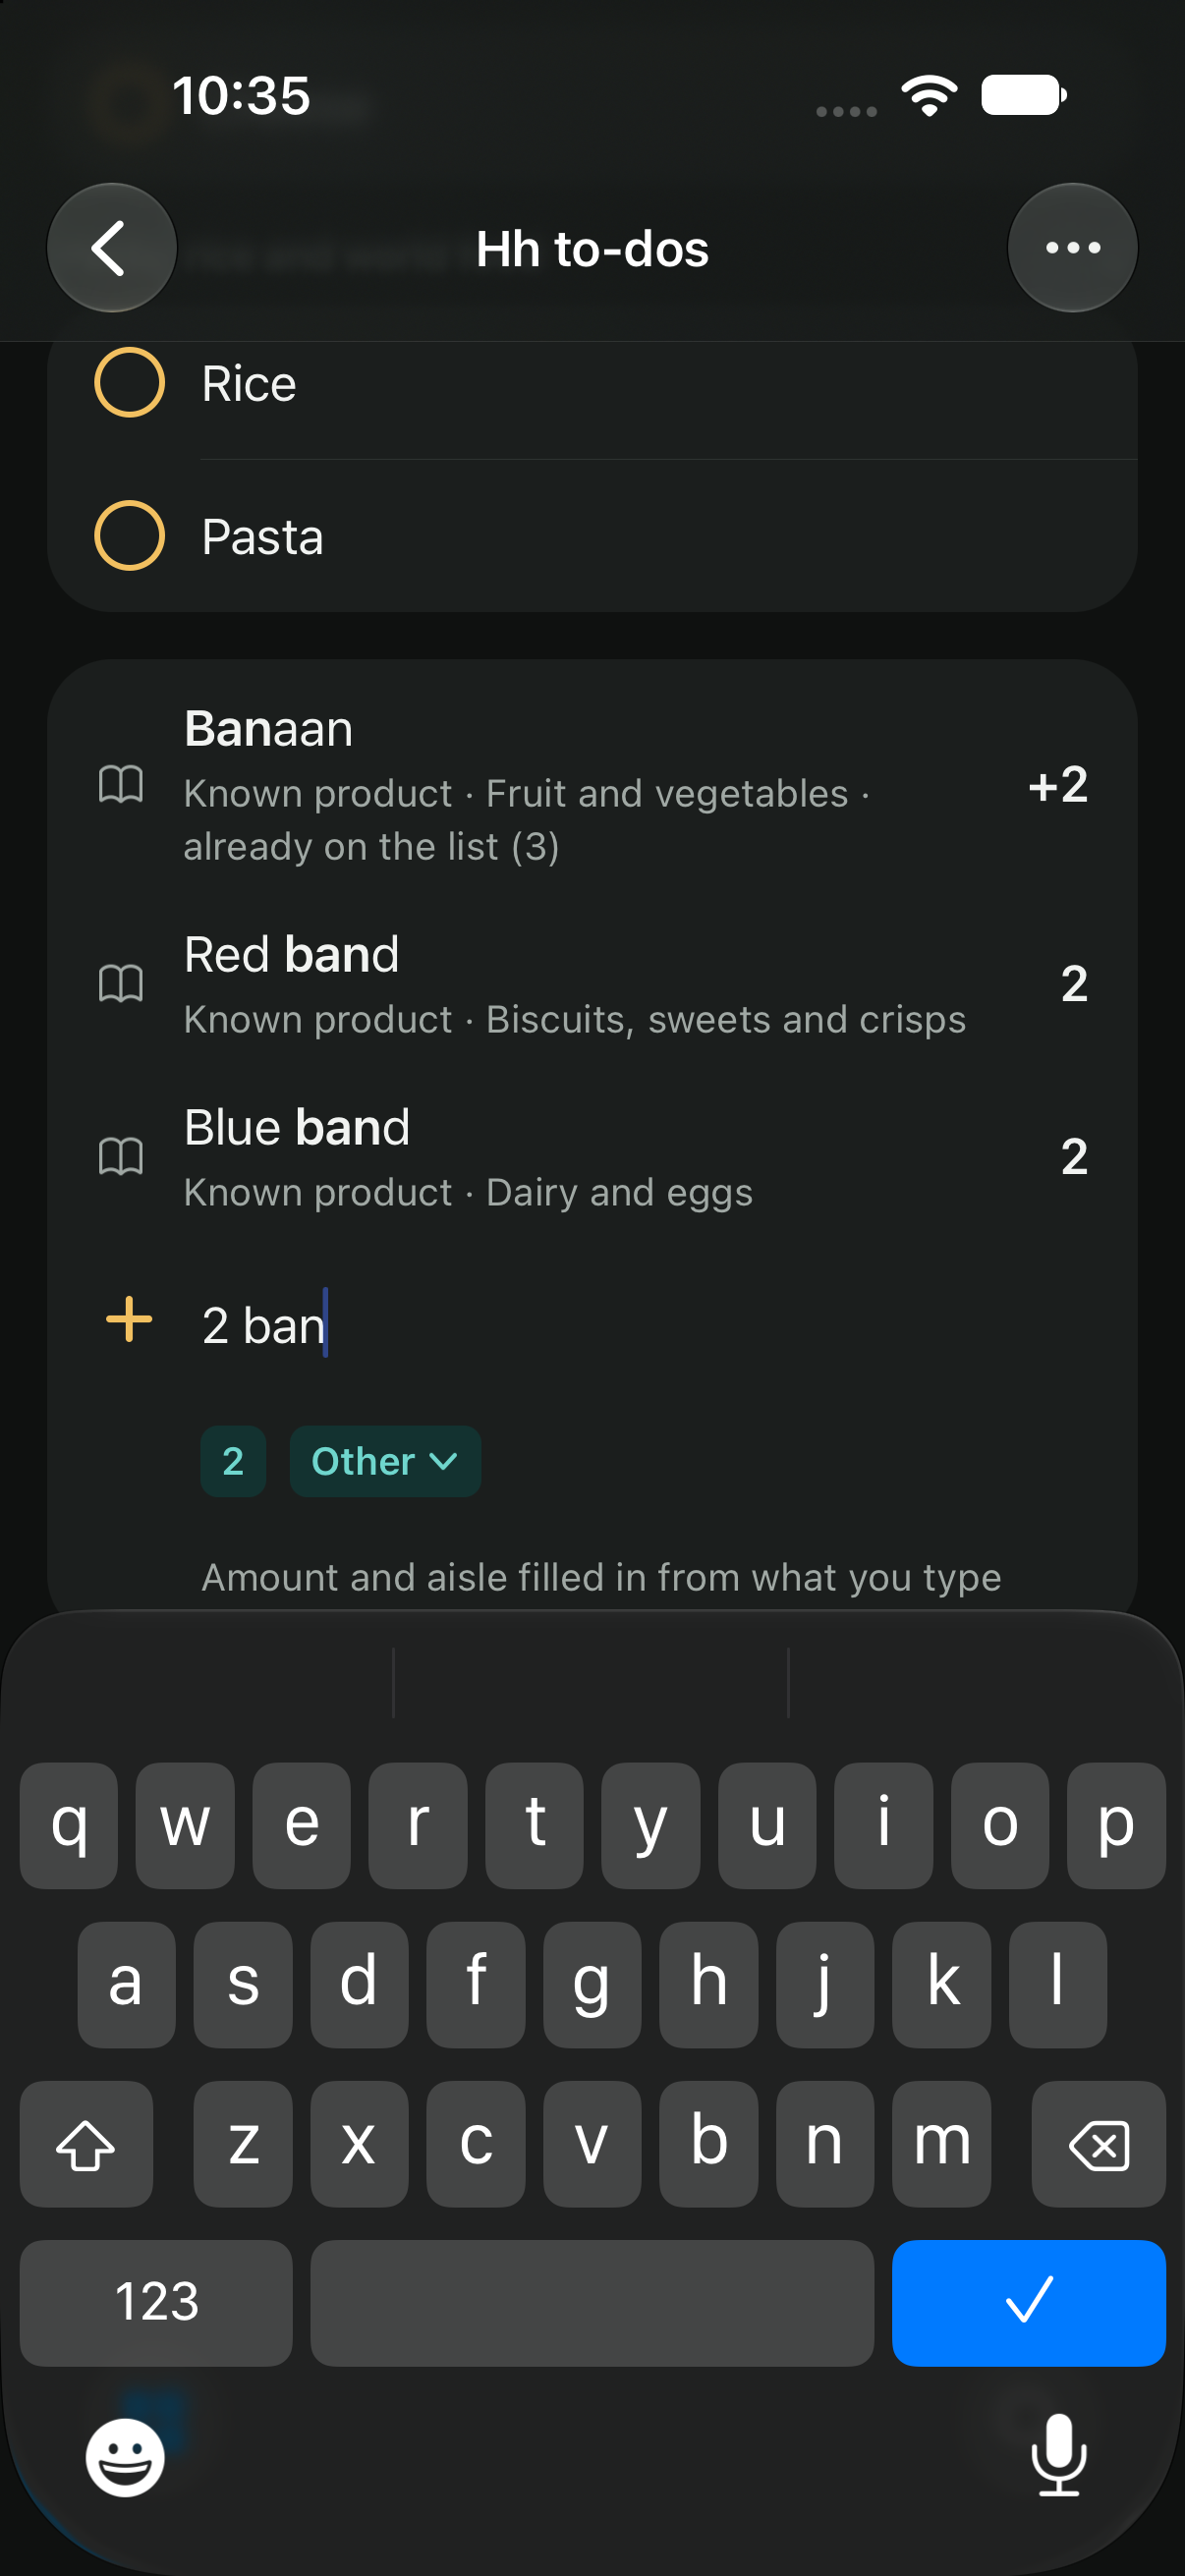 10:35
Hh to-dos
Rice
Pasta
Banaan
Known product · Fruit and vegetables ·
already on the list (3)
+2
Red band
Known product · Biscuits, sweets and crisps
2
Blue band
Known product · Dairy and eggs
2
2 ban
2 Other
Amount and aisle filled in from what you type
q w e r t y u i o p
a s d f g h j k l
z x c v b n m
123